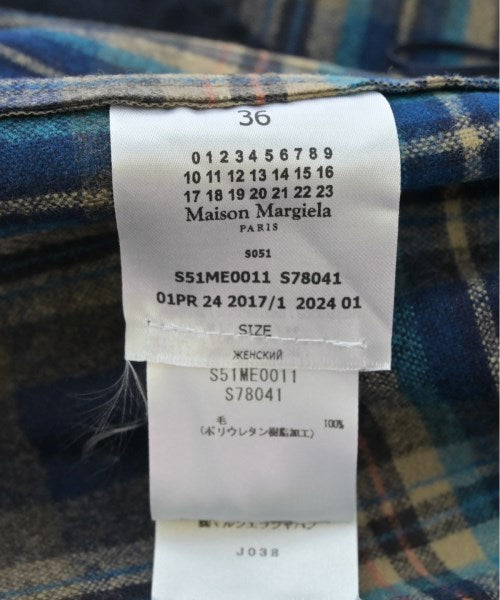 36
0 1 2 3 4 5 6 7 8 9
10 11 12 13 14 15 16
17 18 19 20 21 22 23
Maison Margiela
PARIS
S051
S51ME0011 S78041
01PR 24 2017/1 2024 01
SIZE
ЖЕНСКИЙ
S51ME0011
S78041
毛 100%
(ポリウレタン樹脂加工)
J038